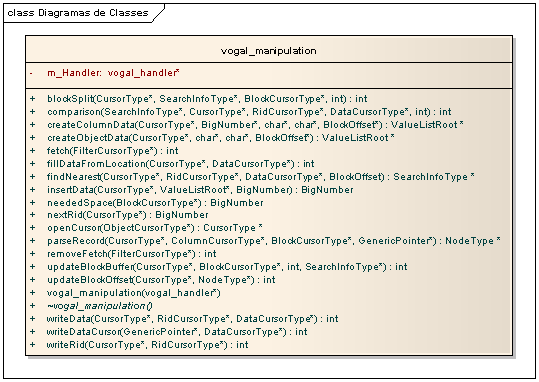 class Diagramas de Classes
vogal_manipulation
- m_Handler: vogal_handler*
+ blockSplit(CursorType*, SearchInfoType*, BlockCursorType*, int) : int
+ comparison(SearchInfoType*, CursorType*, RidCursorType*, DataCursorType*, int) : int
+ createColumnData(CursorType*, BigNumber*, char*, char*, BlockOffset*) : ValueListRoot *
+ createObjectData(CursorType*, char*, char*, BlockOffset*) : ValueListRoot *
+ fetch(FilterCursorType*) : int
+ fillDataFromLocation(CursorType*, DataCursorType*) : int
+ findNearest(CursorType*, RidCursorType*, DataCursorType*, BlockOffset) : SearchInfoType *
+ insertData(CursorType*, ValueListRoot*, BigNumber) : BigNumber
+ neededSpace(BlockCursorType*) : BigNumber
+ nextRid(CursorType*) : BigNumber
+ openCursor(ObjectCursorType*) : CursorType *
+ parseRecord(CursorType*, ColumnCursorType*, BlockCursorType*, GenericPointer*) : NodeType *
+ removeFetch(FilterCursorType*) : int
+ updateBlockBuffer(CursorType*, BlockCursorType*, int, SearchInfoType*) : int
+ updateBlockOffset(CursorType*, NodeType*) : int
+ vogal_manipulation(vogal_handler*)
+ ~vogal_manipulation()
+ writeData(CursorType*, RidCursorType*, DataCursorType*) : int
+ writeDataCursor(GenericPointer*, DataCursorType*) : int
+ writeRid(CursorType*, RidCursorType*) : int